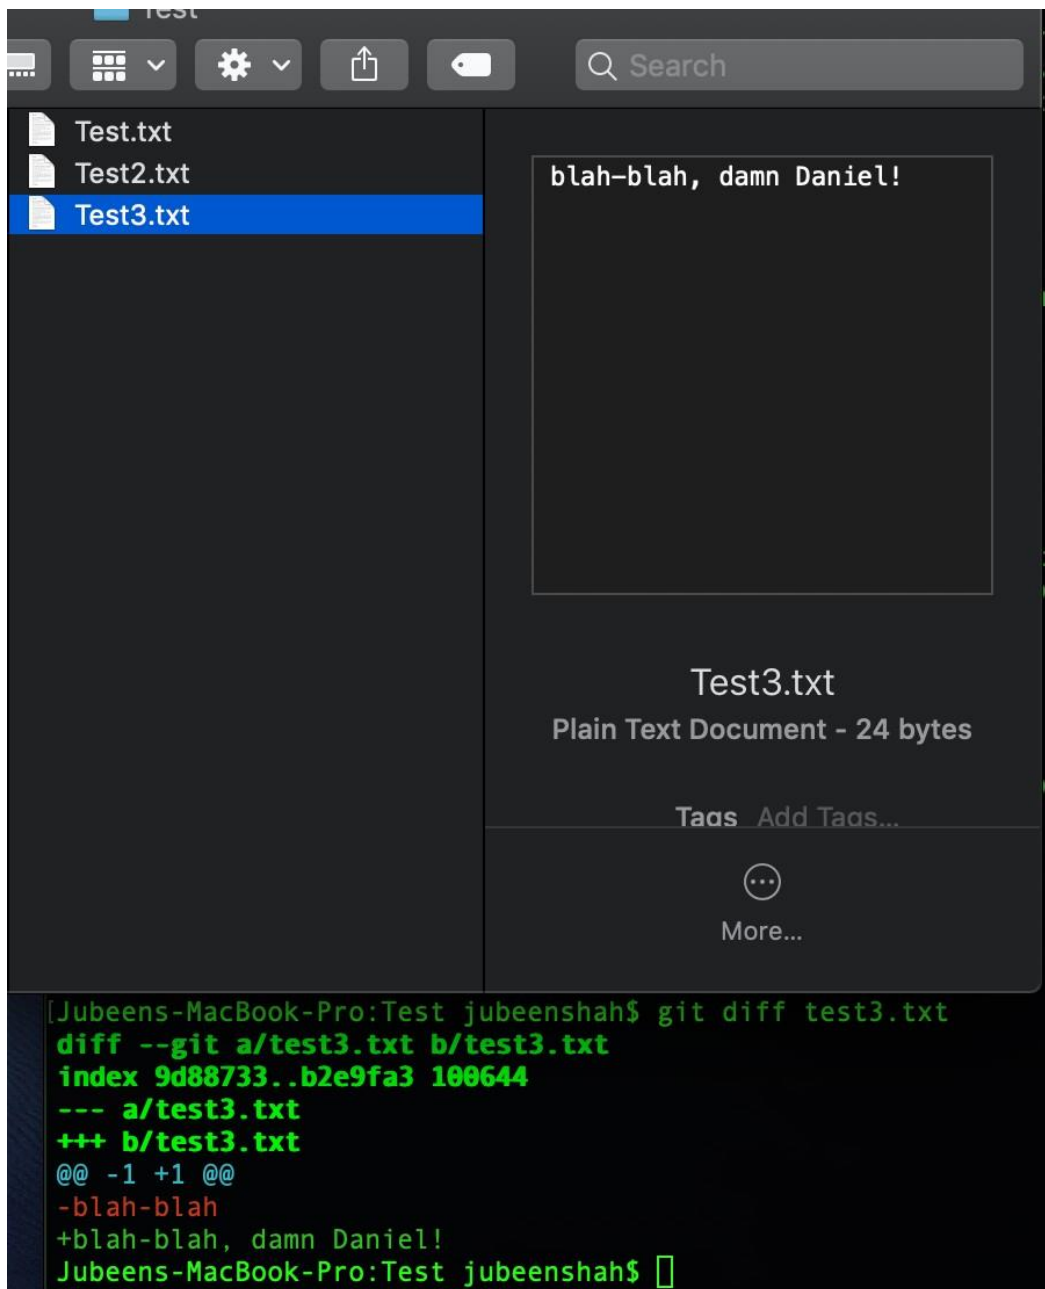 Test
Search
Test.txt
Test2.txt
Test3.txt
blah-blah, damn Daniel!
Test3.txt
Plain Text Document - 24 bytes
Tags Add Tags...
More...
[Jubeens-MacBook-Pro:Test jubeenshah$ git diff test3.txt
diff --git a/test3.txt b/test3.txt
index 9d88733..b2e9fa3 100644
--- a/test3.txt
+++ b/test3.txt
@@ -1 +1 @@
-blah-blah
+blah-blah, damn Daniel!
Jubeens-MacBook-Pro:Test jubeenshah$